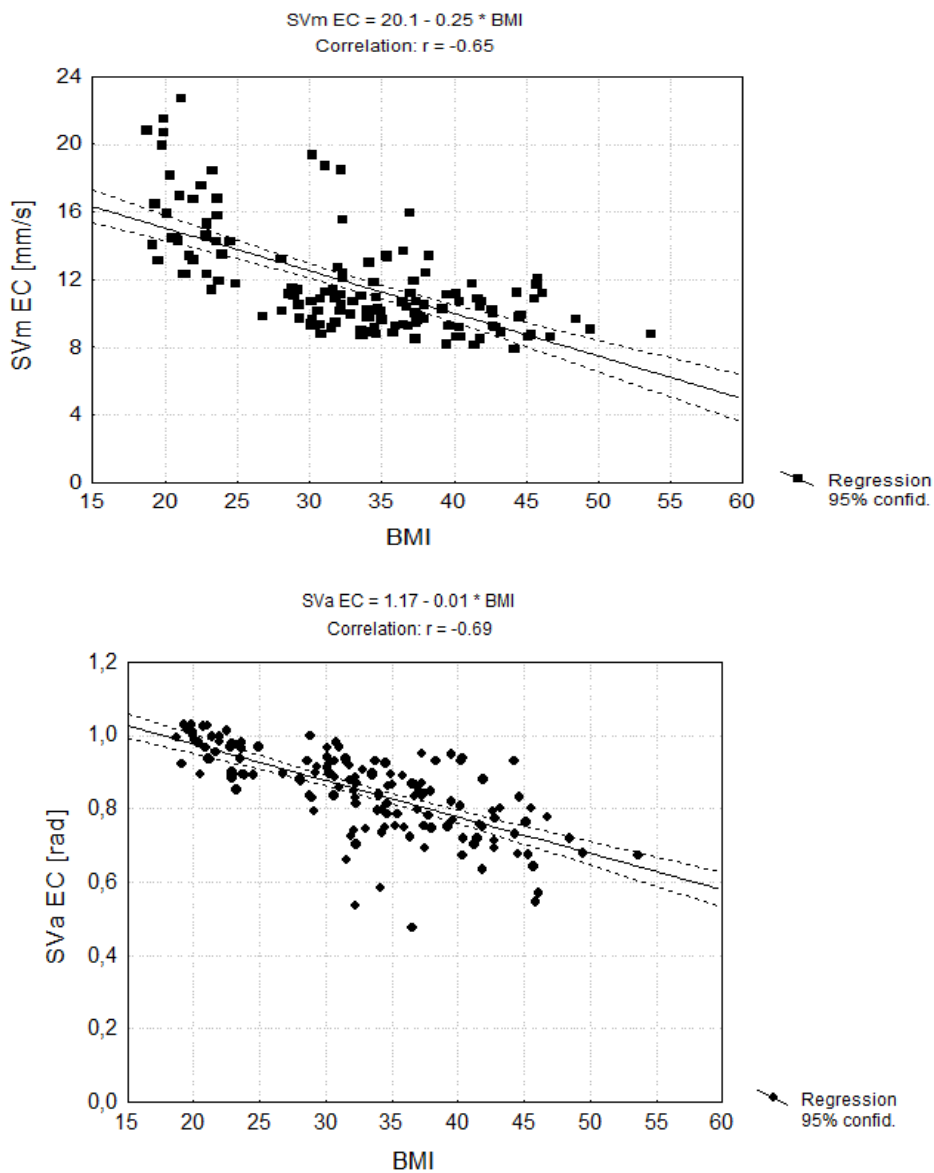 SVm EC = 20.1 - 0.25 * BMI
Correlation: r = -0.65
24
20
16
12
8
4
0
SVm EC [mm/s]
15 20 25 30 35 40 45 50 55 60
BMI
Regression
95% confid.
SVa EC = 1.17 - 0.01 * BMI
Correlation: r = -0.69
1,2
1,0
0,8
0,6
0,4
0,2
0,0
SVa EC [rad]
15 20 25 30 35 40 45 50 55 60
BMI
Regression
95% confid.